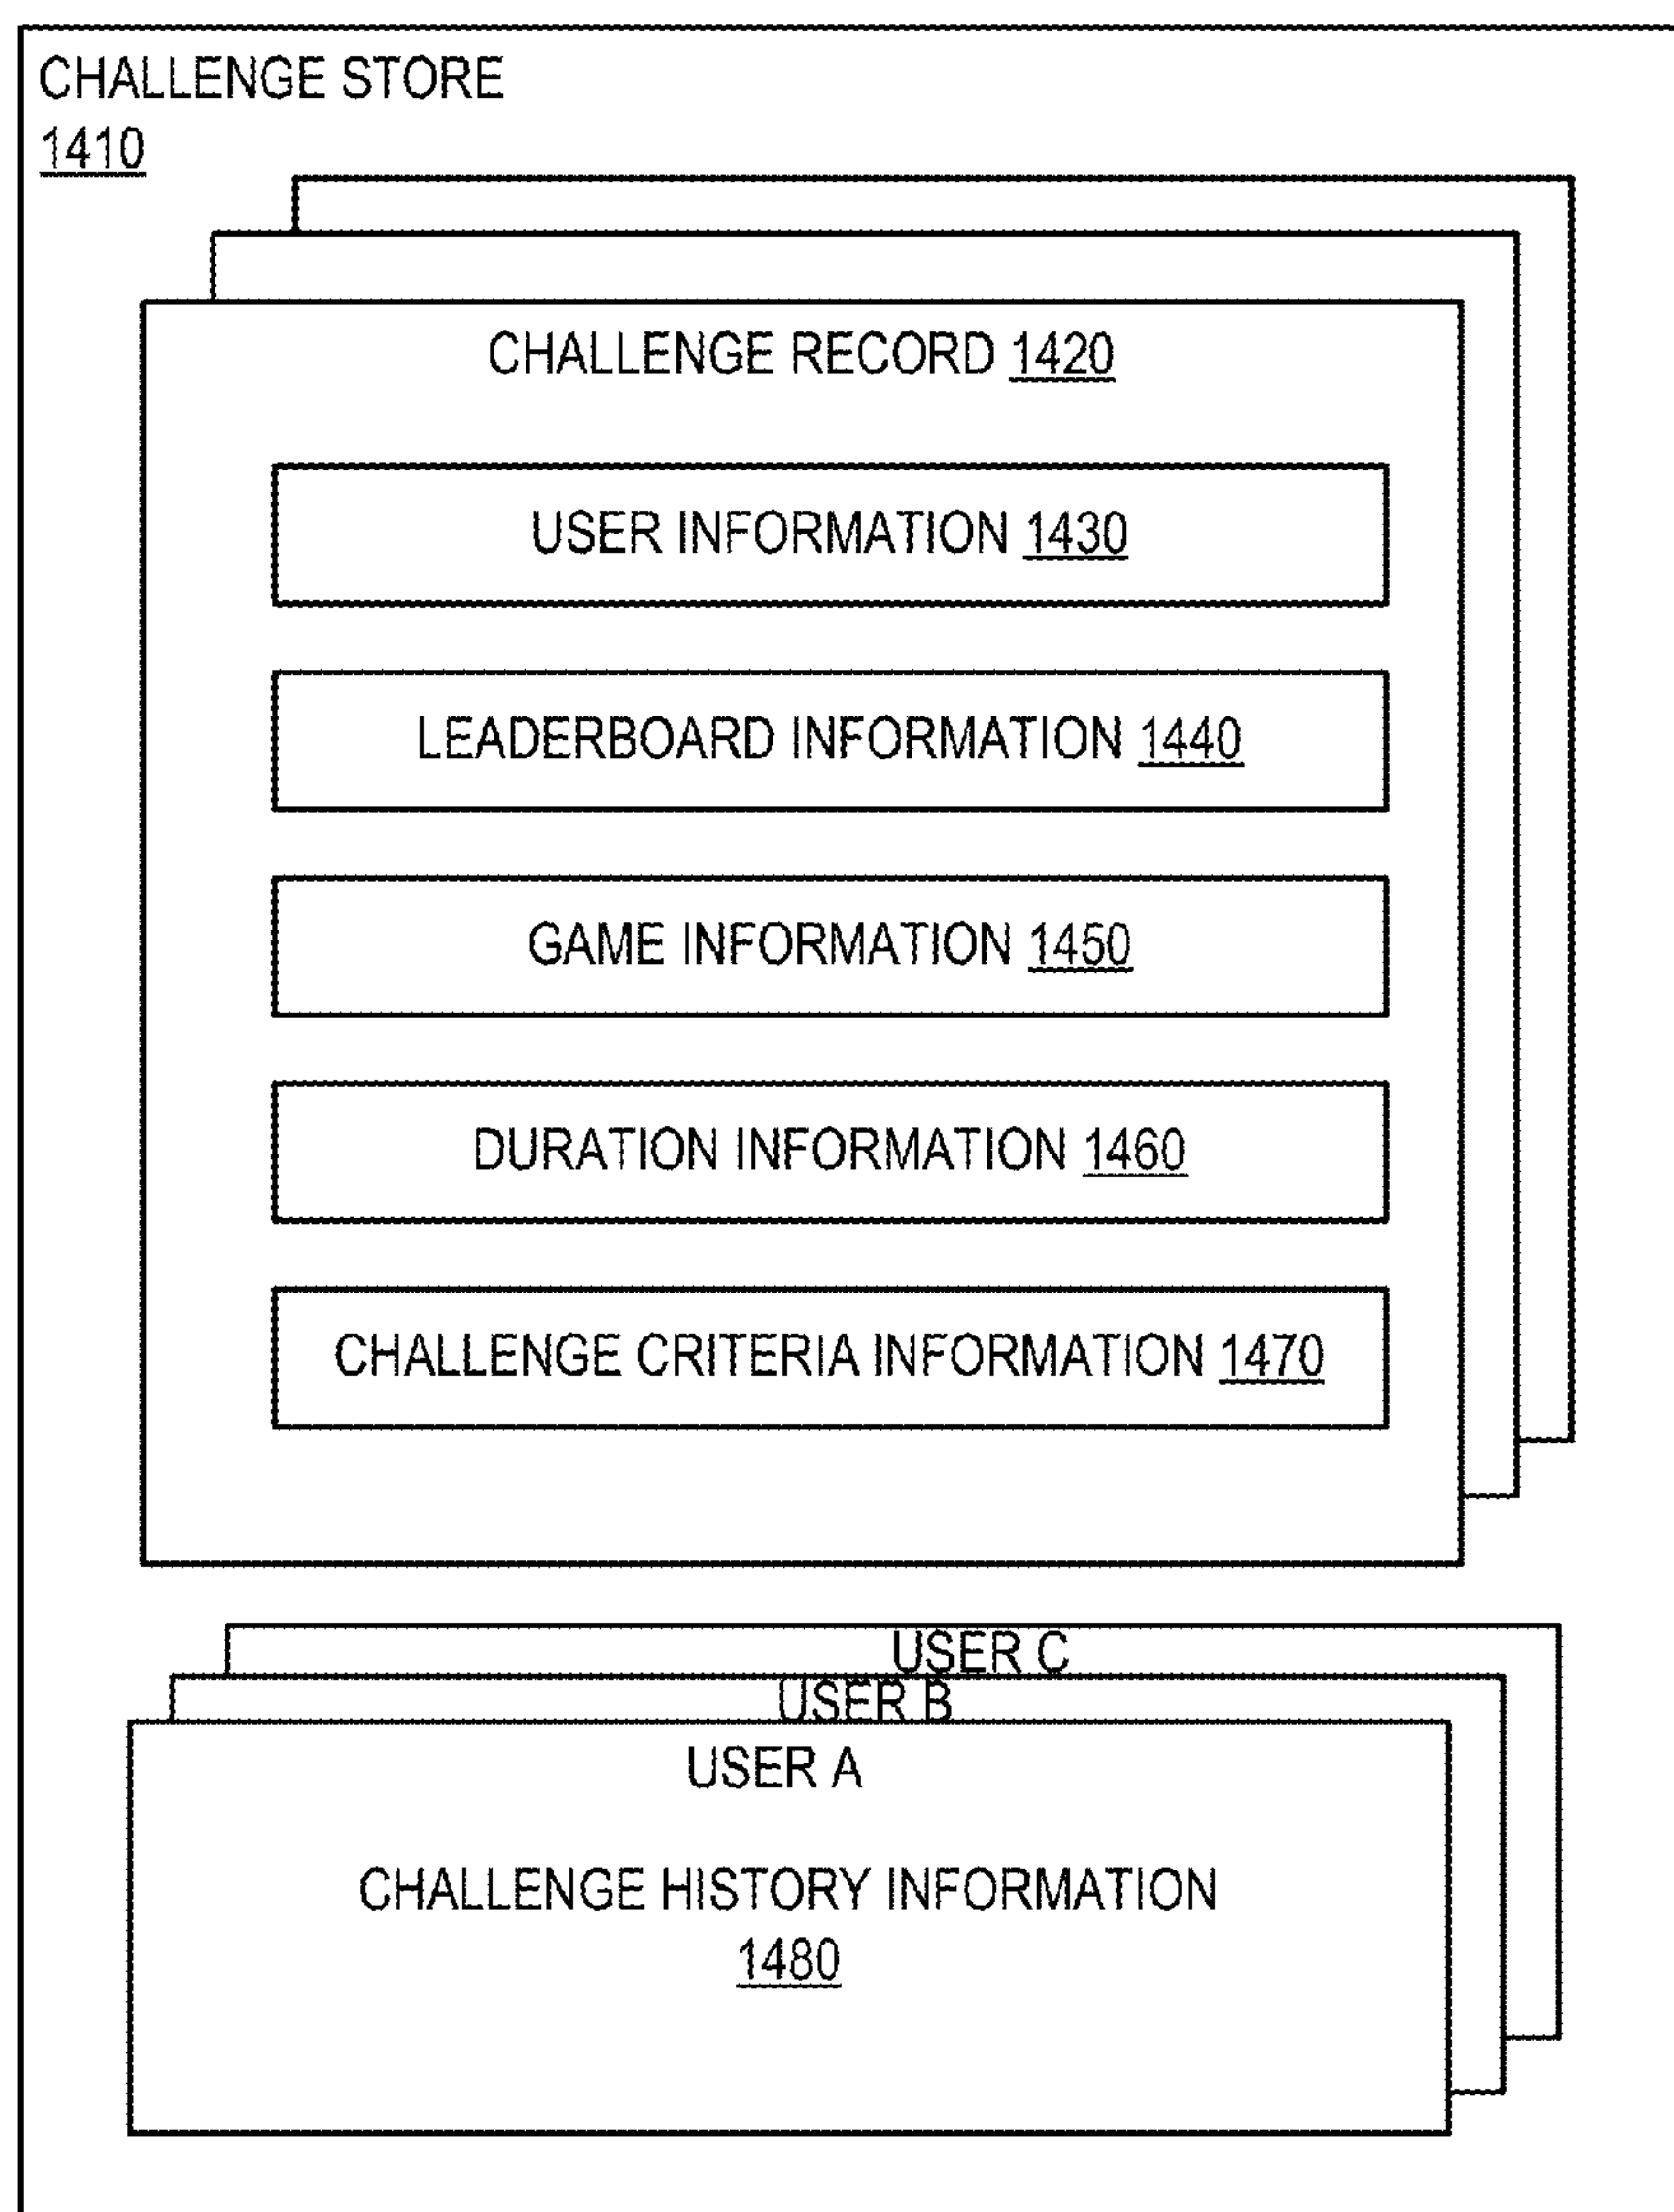 CHALLENGE STORE
1410
CHALLENGE RECORD 1420
USER INFORMATION 1430
LEADERBOARD INFORMATION 1440
GAME INFORMATION 1450
DURATION INFORMATION 1460
CHALLENGE CRITERIA INFORMATION 1470
USER C
USER B
USER A
CHALLENGE HISTORY INFORMATION
1480